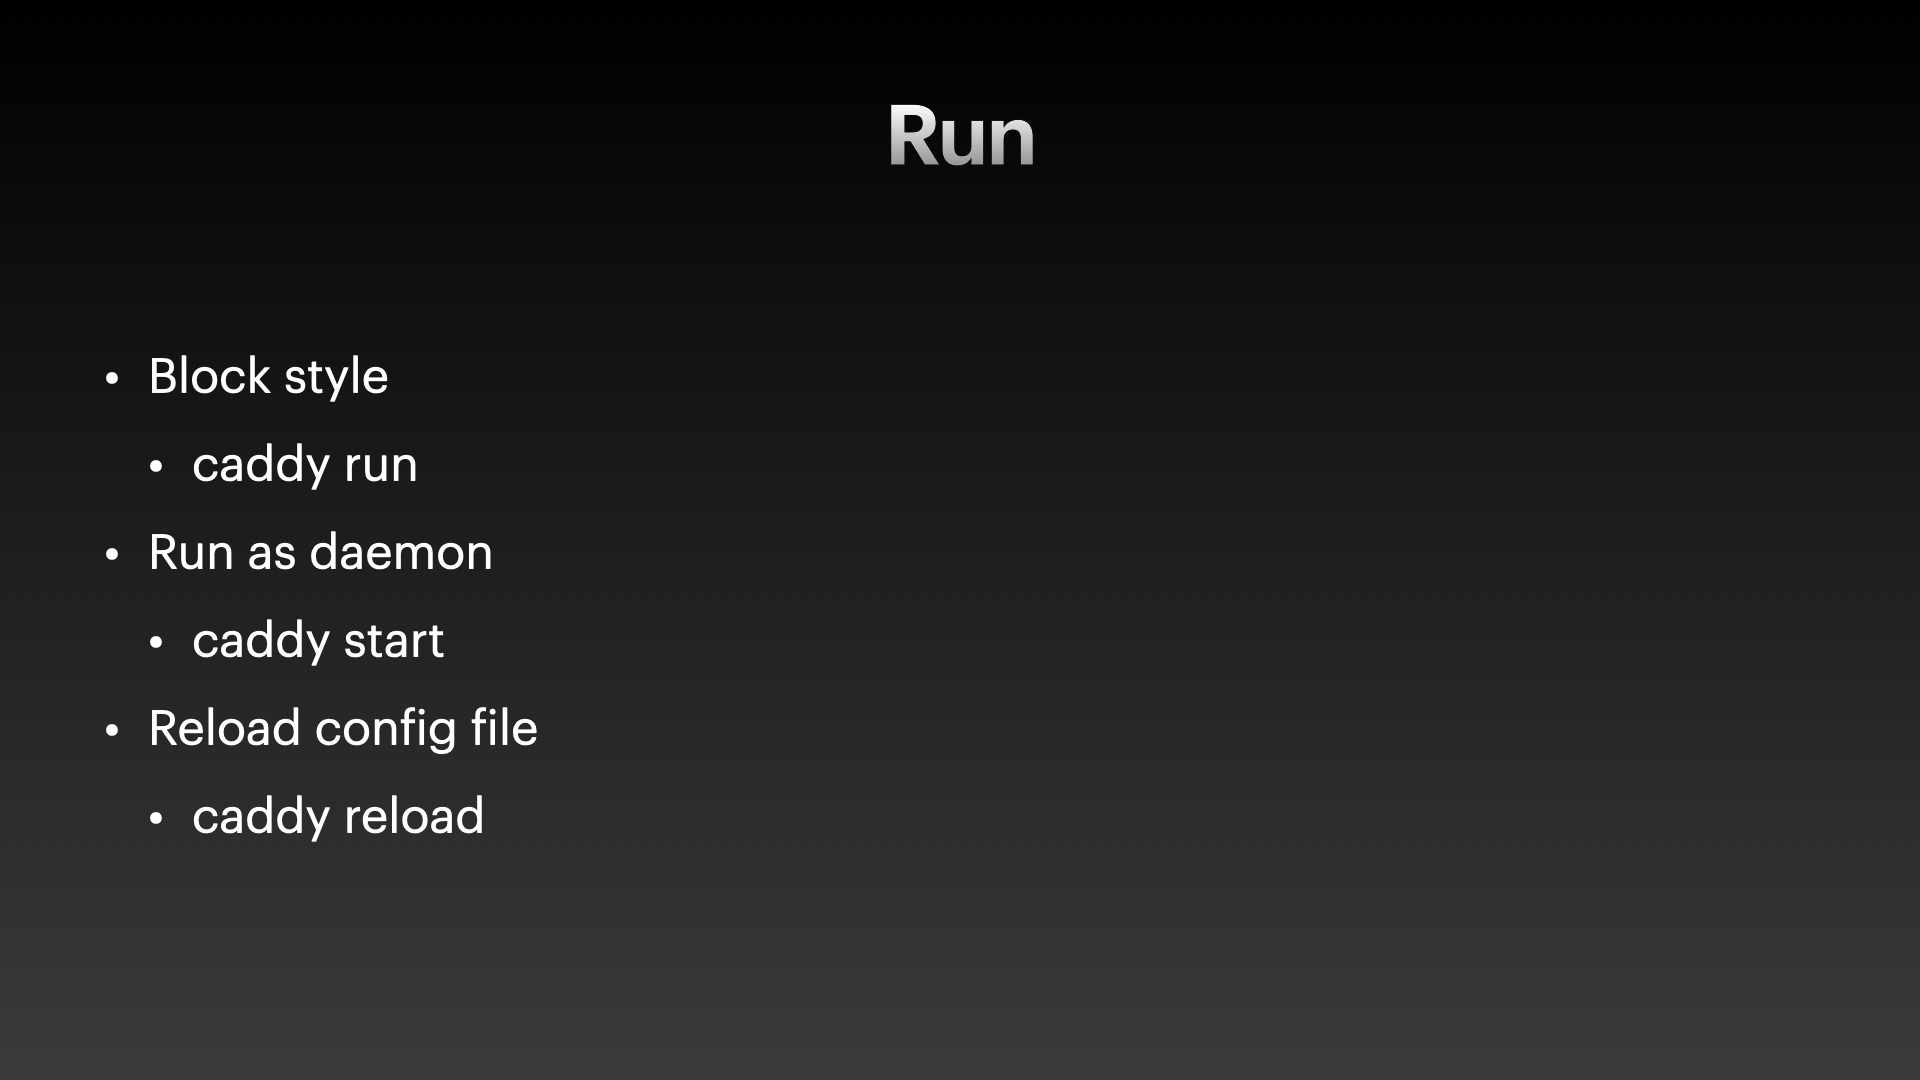 Run
• Block style
• caddy run
• Run as daemon
• caddy start
• Reload config file
• caddy reload